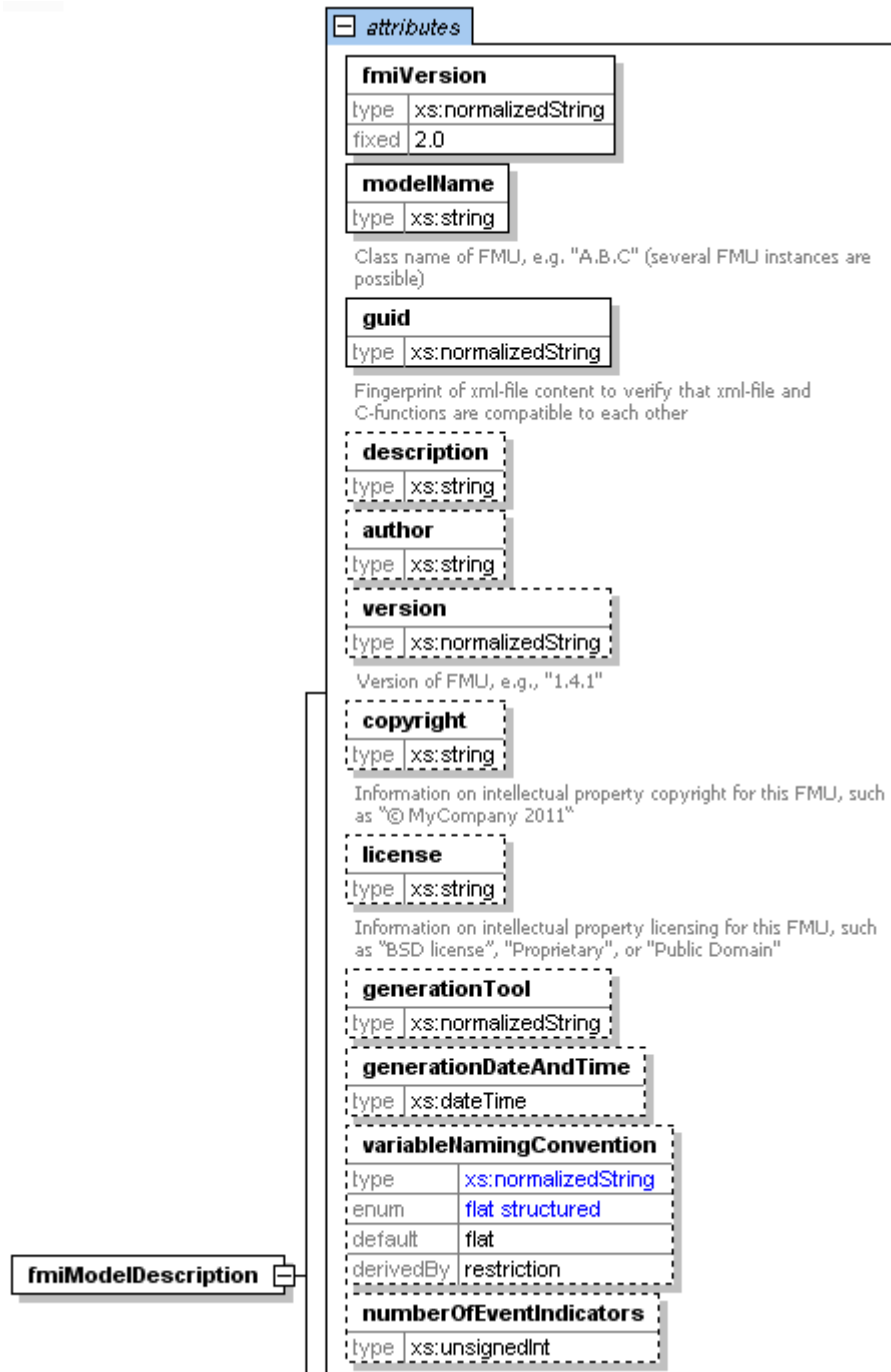 attributes
fmiVersion
type xs:normalizedString
fixed 2.0
modelName
type xs:string
Class name of FMU, e.g. "A.B.C" (several FMU instances are
possible)
guid
type xs:normalizedString
Fingerprint of xml-file content to verify that xml-file and
C-functions are compatible to each other
description
type xs:string
author
type xs:string
version
type xs:normalizedString
Version of FMU, e.g., "1.4.1"
copyright
type xs:string
Information on intellectual property copyright for this FMU, such
as “© MyCompany 2011“
license
type xs:string
Information on intellectual property licensing for this FMU, such
as “BSD license”, "Proprietary", or "Public Domain"
generationTool
type xs:normalizedString
generationDateAndTime
type xs:dateTime
variableNamingConvention
type xs:normalizedString
enum flat structured
default flat
derivedBy restriction
fmiModelDescription
numberOfEventIndicators
type xs:unsignedInt